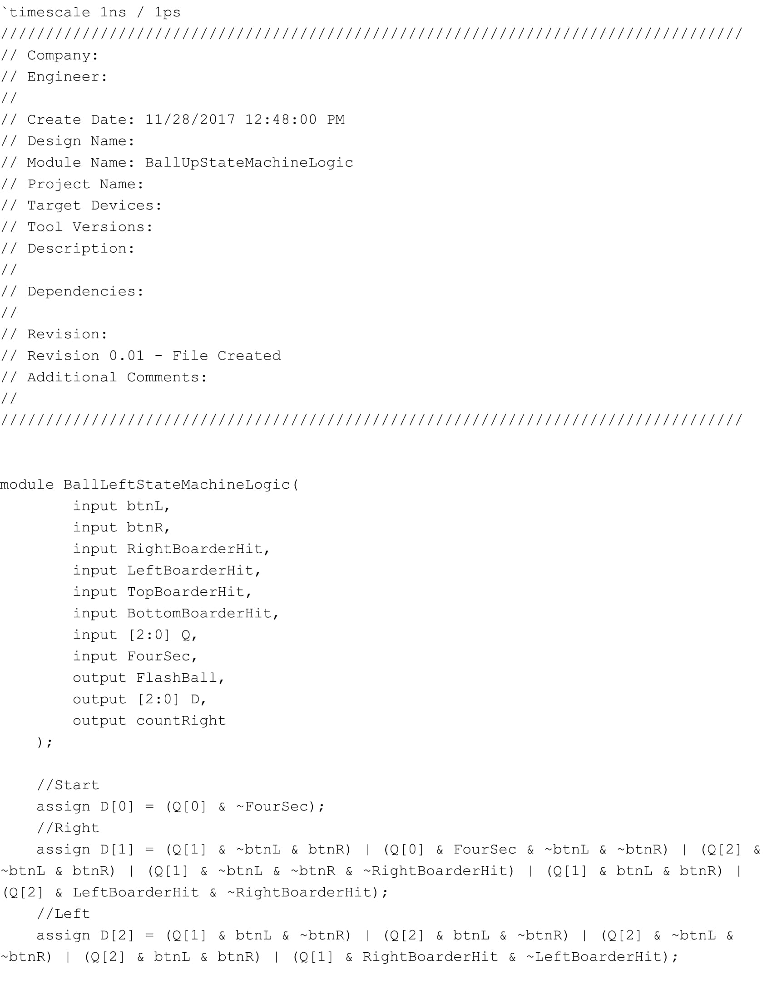 `timescale 1ns / 1ps
//////////////////////////////////////////////////////////////////////////////////
// Company:
// Engineer:
//
// Create Date: 11/28/2017 12:48:00 PM
// Design Name:
// Module Name: BallUpStateMachineLogic
// Project Name:
// Target Devices:
// Tool Versions:
// Description:
//
// Dependencies:
//
// Revision:
// Revision 0.01 - File Created
// Additional Comments:
//
//////////////////////////////////////////////////////////////////////////////////
module BallLeftStateMachineLogic(
        input btnL,
        input btnR,
        input RightBoarderHit,
        input LeftBoarderHit,
        input TopBoarderHit,
        input BottomBoarderHit,
        input [2:0] Q,
        input FourSec,
        output FlashBall,
        output [2:0] D,
        output countRight
    );
    //Start
    assign D[0] = (Q[0] & ~FourSec);
    //Right
    assign D[1] = (Q[1] & ~btnL & btnR) | (Q[0] & FourSec & ~btnL & ~btnR) | (Q[2] &
~btnL & btnR) | (Q[1] & ~btnL & ~btnR & ~RightBoarderHit) | (Q[1] & btnL & btnR) |
(Q[2] & LeftBoarderHit & ~RightBoarderHit);
    //Left
    assign D[2] = (Q[1] & btnL & ~btnR) | (Q[2] & btnL & ~btnR) | (Q[2] & ~btnL &
~btnR) | (Q[2] & btnL & btnR) | (Q[1] & RightBoarderHit & ~LeftBoarderHit);